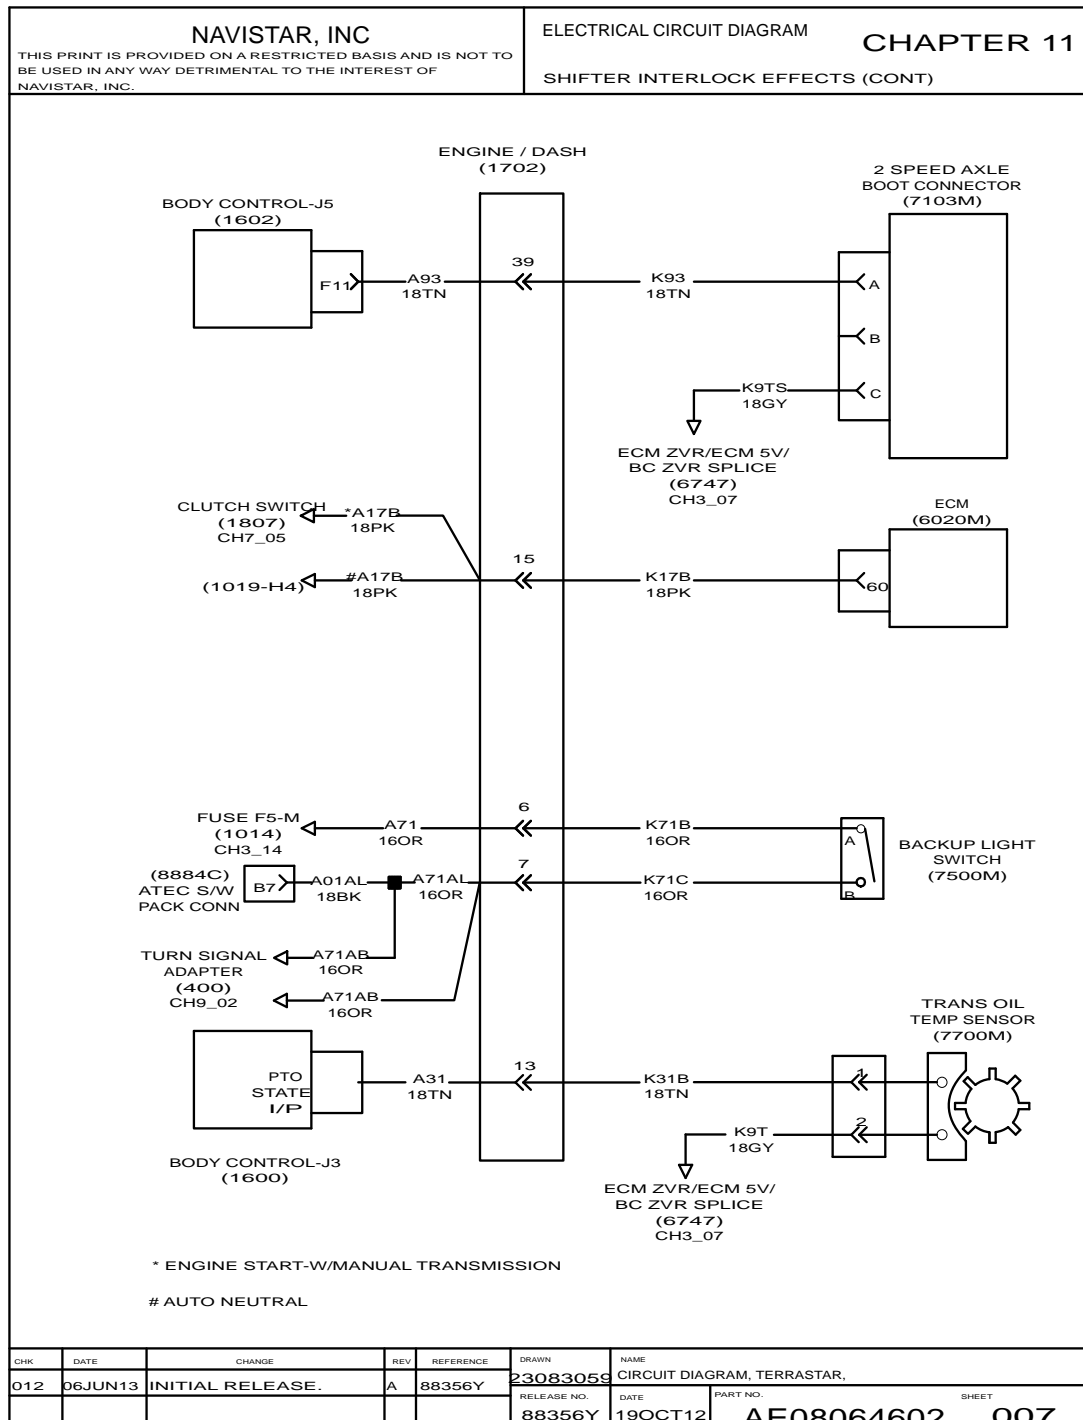 NAVISTAR, INC
THIS PRINT IS PROVIDED ON A RESTRICTED BASIS AND IS NOT TO
BE USED IN ANY WAY DETRIMENTAL TO THE INTEREST OF
NAVISTAR, INC.
ELECTRICAL CIRCUIT DIAGRAM
CHAPTER 11
SHIFTER INTERLOCK EFFECTS (CONT)
ENGINE / DASH
(1702)
2 SPEED AXLE
BOOT CONNECTOR
(7103M)
BODY CONTROL-J5
(1602)
F11
A93
18TN
39
K93
18TN
A
B
C
K9TS
18GY
ECM ZVR/ECM 5V/
BC ZVR SPLICE
(6747)
CH3_07
CLUTCH SWITCH
(1807)
CH7_05
*A17B
18PK
(1019-H4)
#A17B
18PK
15
K17B
18PK
ECM
(6020M)
60
FUSE F5-M
(1014)
CH3_14
A71
16OR
6
K71B
16OR
A
BACKUP LIGHT
SWITCH
(7500M)
(8884C)
ATEC S/W
PACK CONN
B7
A01AL
18BK
A71AL
16OR
7
K71C
16OR
B
TURN SIGNAL
ADAPTER
(400)
CH9_02
A71AB
16OR
A71AB
16OR
TRANS OIL
TEMP SENSOR
(7700M)
PTO
STATE
I/P
A31
18TN
13
K31B
18TN
1
2
K9T
18GY
BODY CONTROL-J3
(1600)
ECM ZVR/ECM 5V/
BC ZVR SPLICE
(6747)
CH3_07
* ENGINE START-W/MANUAL TRANSMISSION
# AUTO NEUTRAL
CHK DATE CHANGE REV REFERENCE DRAWN NAME
012 06JUN13 INITIAL RELEASE. A 88356Y 23083059 CIRCUIT DIAGRAM, TERRASTAR,
RELEASE NO. DATE PART NO. SHEET
88356Y 19OCT12 AE08064602 007